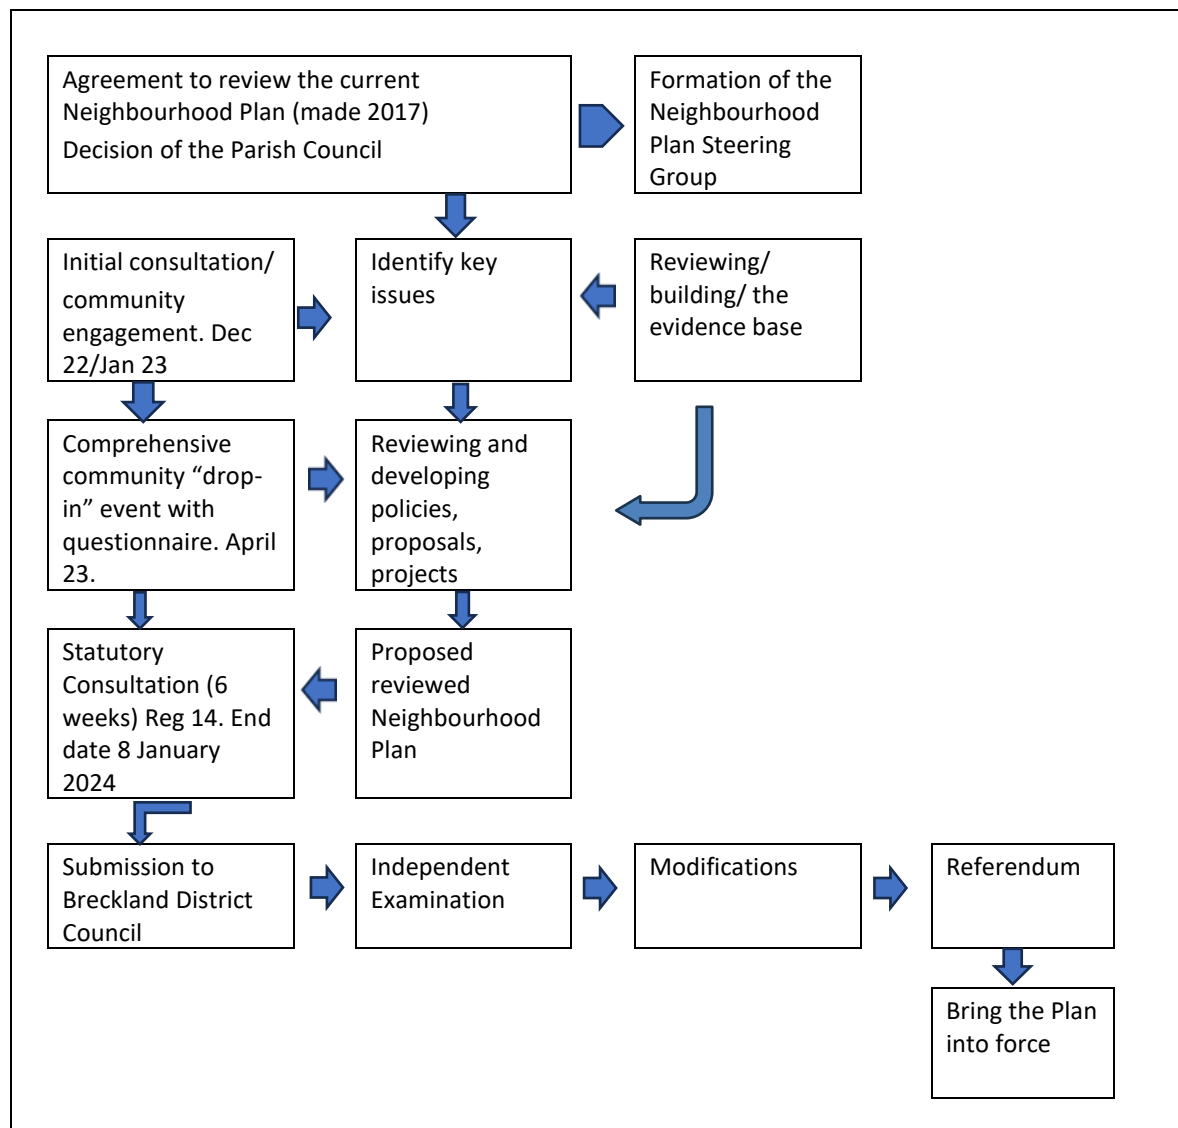 Agreement to review the current
Neighbourhood Plan (made 2017)
Decision of the Parish Council
Formation of the
Neighbourhood
Plan Steering
Group
Initial consultation/
community
engagement. Dec
22/Jan 23
Identify key
issues
Reviewing/
building/ the
evidence base
Comprehensive
community “drop-
in” event with
questionnaire. April
23.
Reviewing and
developing
policies,
proposals,
projects
Statutory
Consultation (6
weeks) Reg 14. End
date 8 January
2024
Proposed
reviewed
Neighbourhood
Plan
Submission to
Breckland District
Council
Independent
Examination
Modifications
Referendum
Bring the Plan
into force